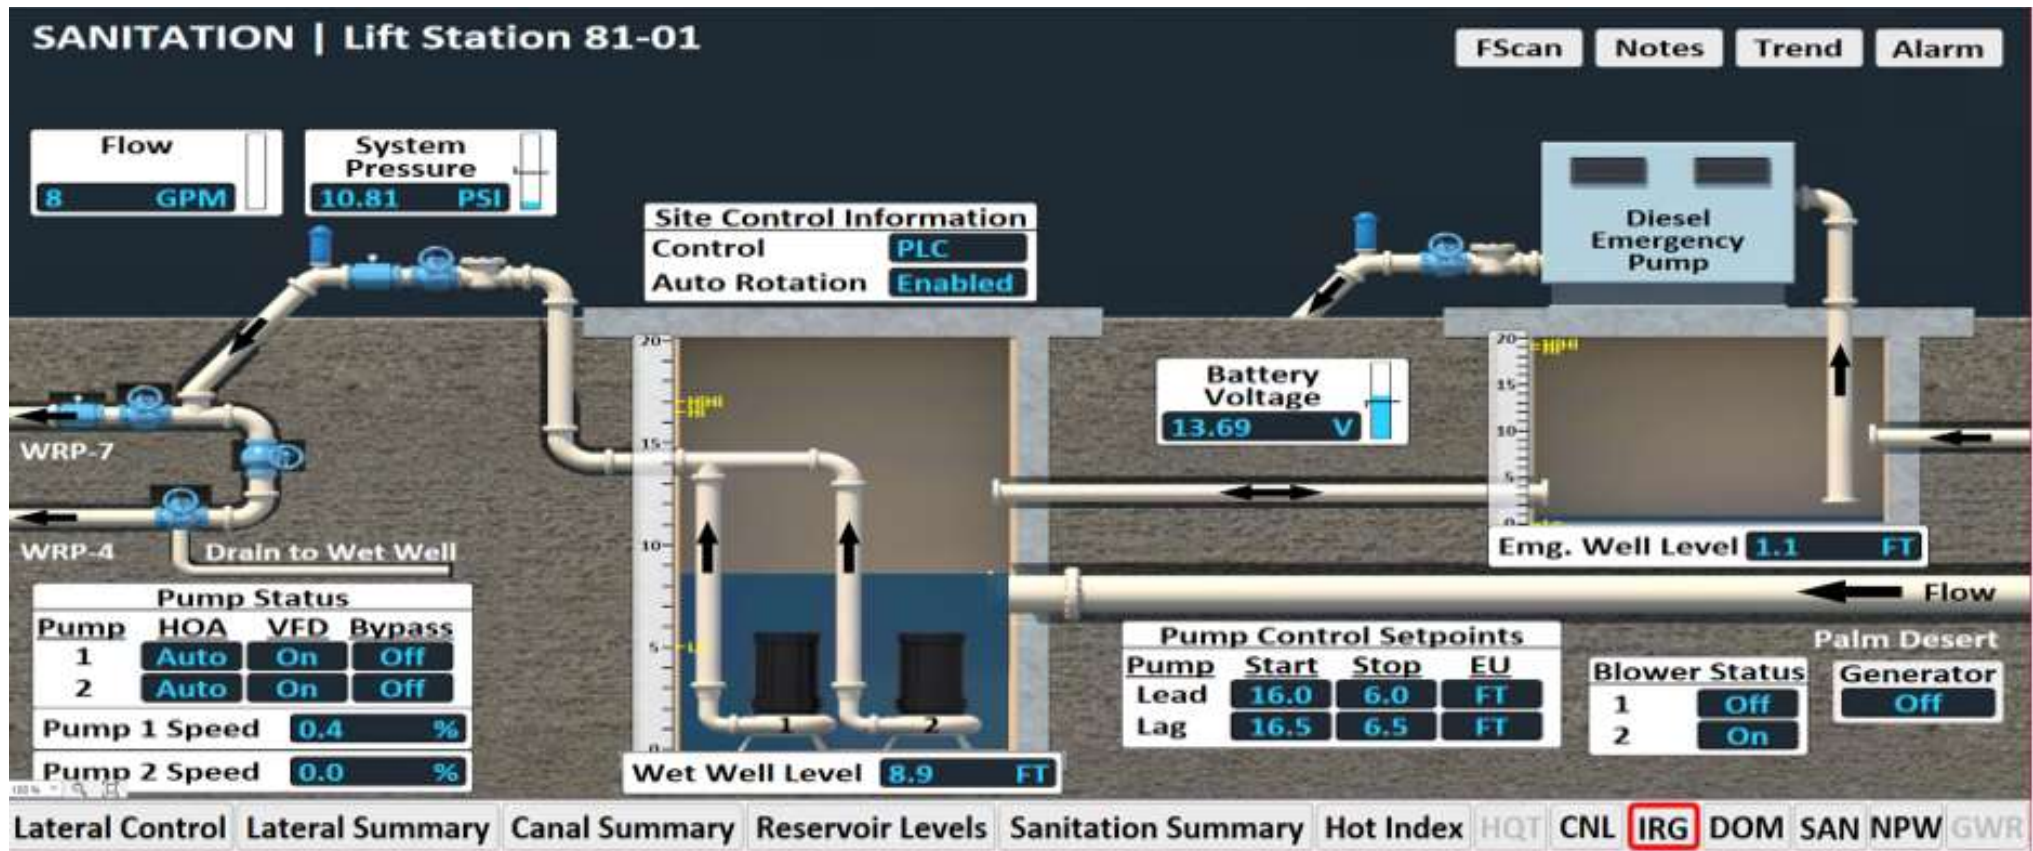 SANITATION | Lift Station 81-01
FScan Notes Trend Alarm
Flow
8 GPM
System
Pressure
10.81 PSI
Site Control Information
Control PLC
Auto Rotation Enabled
Diesel
Emergency
Pump
20
15
10
5
0
HiHi
Hi
20
15
10
5
0
Battery
Voltage
13.69 V
WRP-7
WRP-4
Drain to Wet Well
Emg. Well Level 1.1 FT
Flow
Palm Desert
Pump Status
Pump HOA VFD Bypass
1 Auto On Off
2 Auto On Off
Pump 1 Speed 0.4 %
Pump 2 Speed 0.0 %
1 2
Wet Well Level 8.9 FT
Pump Control Setpoints
Pump Start Stop EU
Lead 16.0 6.0 FT
Lag 16.5 6.5 FT
Blower Status
1 Off
2 On
Generator
Off
Lateral Control Lateral Summary Canal Summary Reservoir Levels Sanitation Summary Hot Index HQT CNL IRG DOM SAN NPW GWR